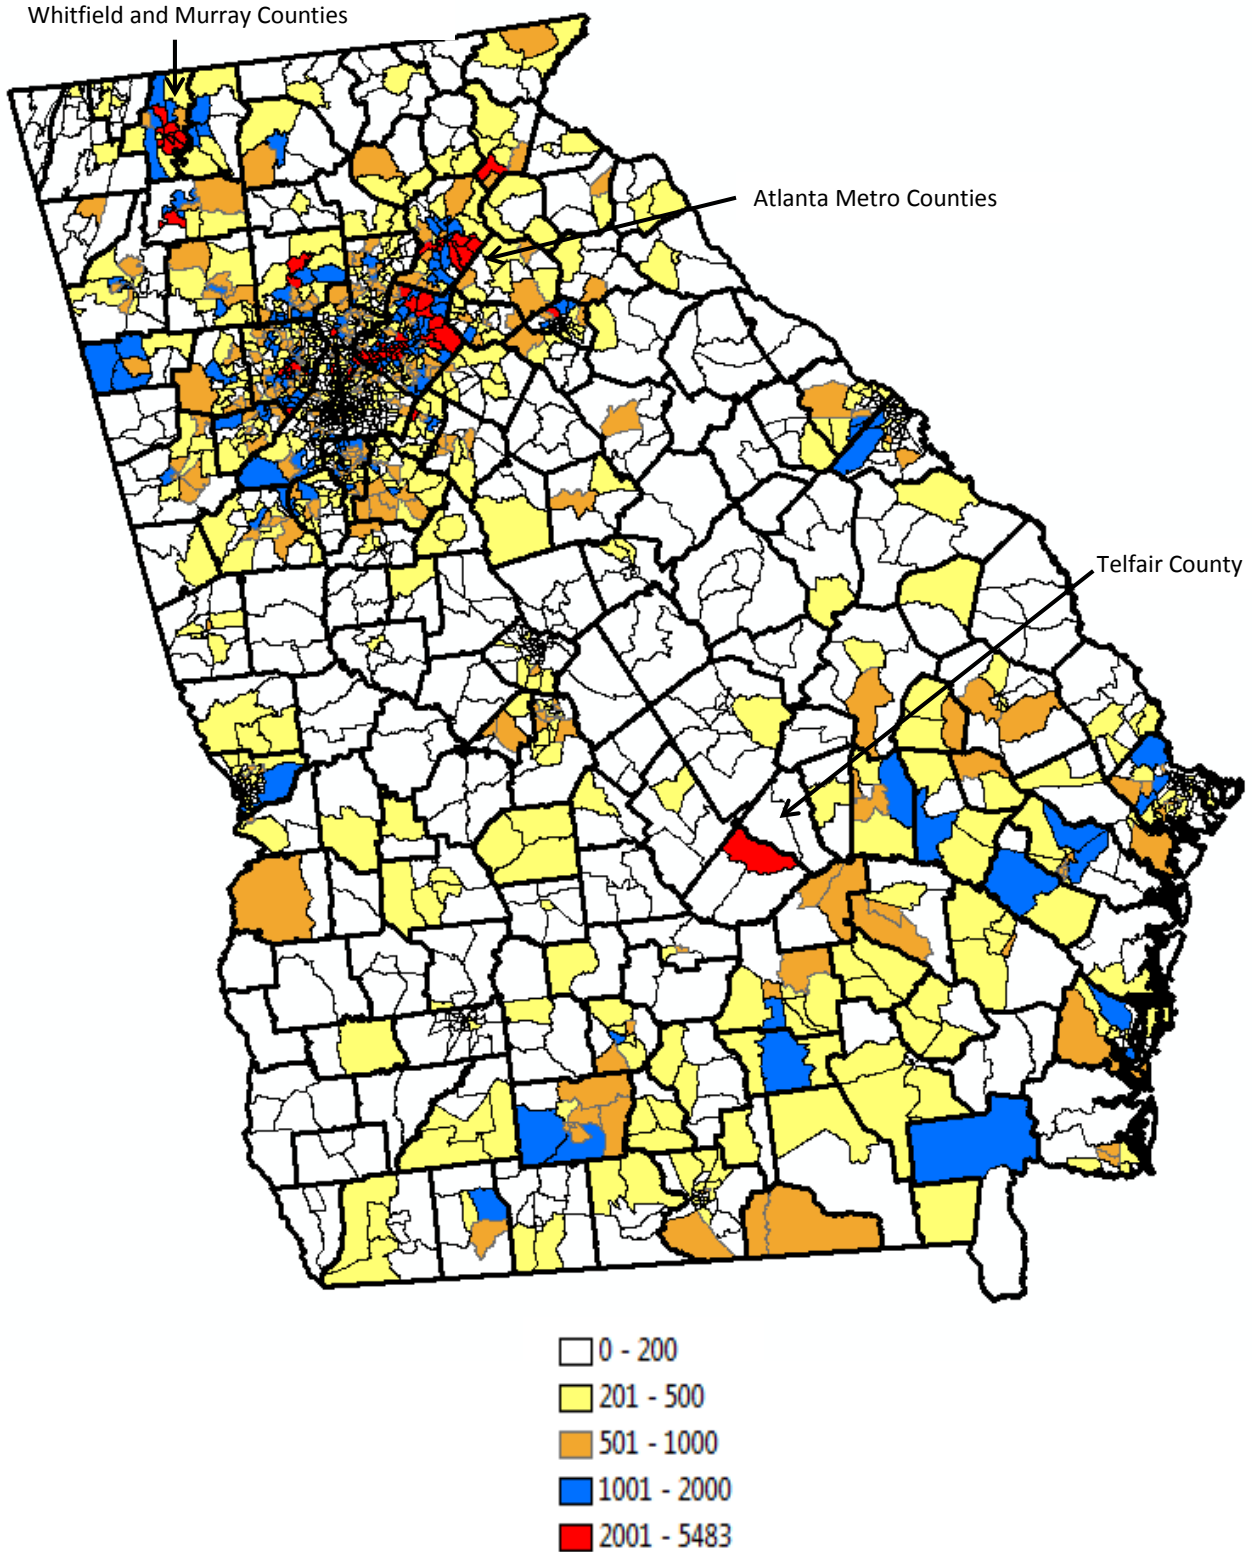 Whitfield and Murray Counties
Atlanta Metro Counties
Telfair County
0 - 200
201 - 500
501 - 1000
1001 - 2000
2001 - 5483